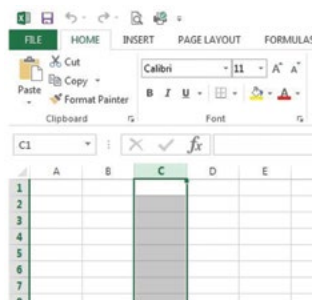 FILE HOME INSERT PAGE LAYOUT FORMULAS
Cut
Calibri 11 A A
Copy
Paste
Format Painter
B I U A
Clipboard Font
C1 fx
A B C D E
1
2
3
4
5
6
7